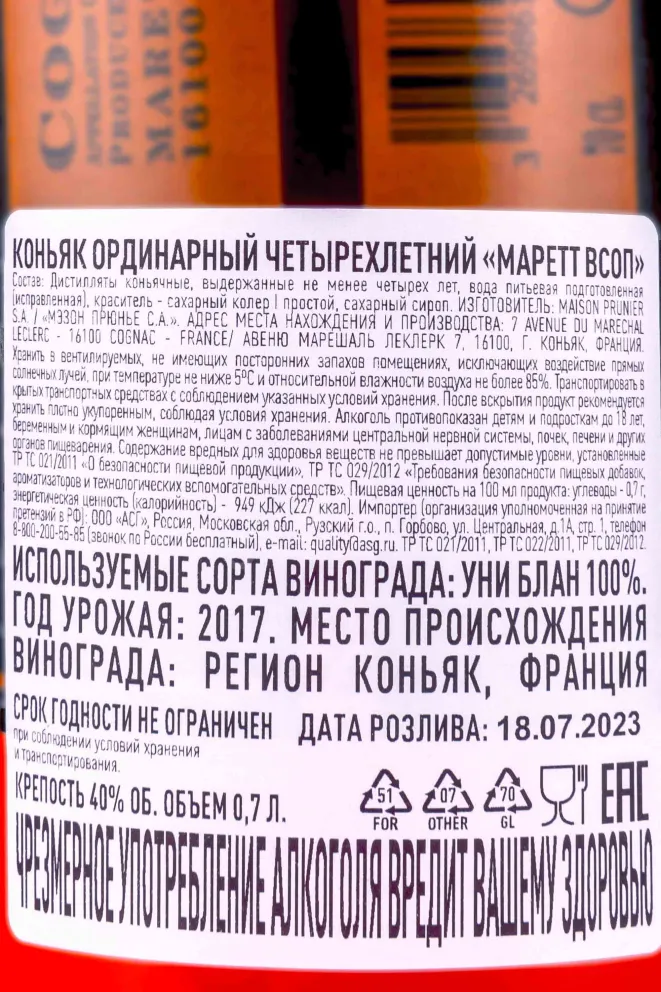 COG
PRODUCE
MARE
16100
3
КОНЬЯК ОРДИНАРНЫЙ ЧЕТЫРЕХЛЕТНИЙ «МАРЕТТ ВСОП»
Состав: Дистилляты коньячные, выдержанные не менее четырех лет, вода питьевая подготовленная
(исправленная), краситель - сахарный колер I простой, сахарный сироп. ИЗГОТОВИТЕЛЬ: MAISON PRUNIER
S.A. / «МЭЗОН ПРЮНЬЕ С.А.». АДРЕС МЕСТА НАХОЖДЕНИЯ И ПРОИЗВОДСТВА: 7 AVENUE DU MARECHAL
LECLERC - 16100 COGNAC - FRANCE/ АВЕНЮ МАРЕШАЛЬ ЛЕКЛЕРК 7, 16100, Г. КОНЬЯК, ФРАНЦИЯ.
Хранить в вентилируемых, не имеющих посторонних запахов помещениях, исключающих воздействие прямых
солнечных лучей, при температуре не ниже 5°C и относительной влажности воздуха не более 85%. Транспортировать в
крытых транспортных средствах с соблюдением указанных условий хранения. После вскрытия продукт рекомендуется
хранить плотно укупоренным, соблюдая условия хранения. Алкоголь противопоказан детям и подросткам до 18 лет,
беременным и кормящим женщинам, лицам с заболеваниями центральной нервной системы, почек, печени и других
органов пищеварения. Содержание вредных для здоровья веществ не превышает допустимые уровни, установленные
ТР ТС 021/2011 «О безопасности пищевой продукции», ТР ТС 029/2012 «Требования безопасности пищевых добавок,
ароматизаторов и технологических вспомогательных средств». Пищевая ценность на 100 мл продукта: углеводы - 0,7 г,
энергетическая ценность (калорийность) - 949 кДж (227 ккал). Импортер (организация уполномоченная на принятие
претензий в РФ): ООО «АСГ», Россия, Московская обл., Рузский г.о., п. Горбово, ул. Центральная, д.1А, стр. 1, телефон
8-800-200-55-85 (звонок по России бесплатный), e-mail: quality@asg.ru. ТР ТС 021/2011, ТР ТС 022/2011, ТР ТС 029/2012.
ИСПОЛЬЗУЕМЫЕ СОРТА ВИНОГРАДА: УНИ БЛАН 100%.
ГОД УРОЖАЯ: 2017. МЕСТО ПРОИСХОЖДЕНИЯ
ВИНОГРАДА: РЕГИОН КОНЬЯК, ФРАНЦИЯ
СРОК ГОДНОСТИ НЕ ОГРАНИЧЕН ДАТА РОЗЛИВА: 18.07.2023
при соблюдении условий хранения
и транспортирования.
КРЕПОСТЬ 40% ОБ. ОБЪЕМ 0,7 Л.
51 07 70
FOR OTHER GL
EAC
ЧРЕЗМЕРНОЕ УПОТРЕБЛЕНИЕ АЛКОГОЛЯ ВРЕДИТ ВАШЕМУ ЗДОРОВЬЮ